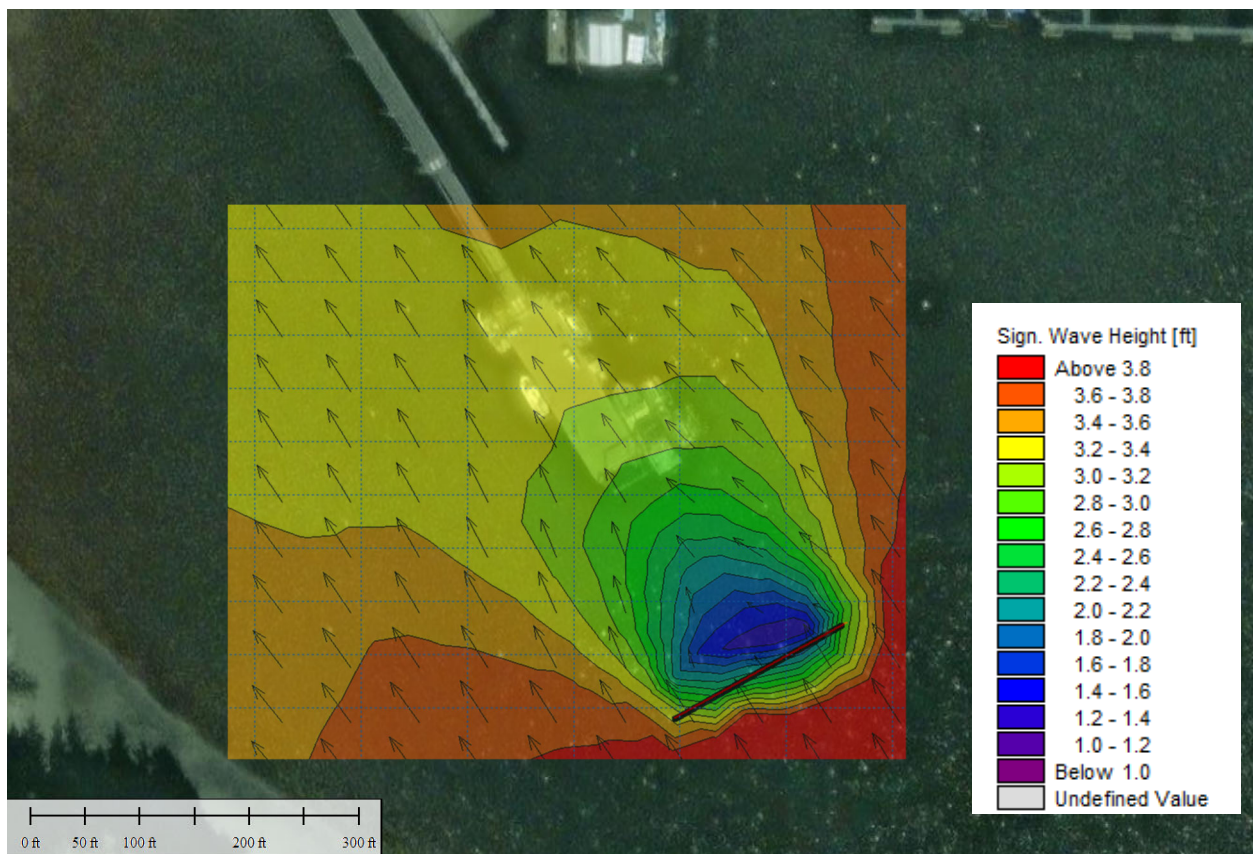 Sign. Wave Height [ft]
Above 3.8
3.6 - 3.8
3.4 - 3.6
3.2 - 3.4
3.0 - 3.2
2.8 - 3.0
2.6 - 2.8
2.4 - 2.6
2.2 - 2.4
2.0 - 2.2
1.8 - 2.0
1.6 - 1.8
1.4 - 1.6
1.2 - 1.4
1.0 - 1.2
Below 1.0
Undefined Value
0 ft 50 ft 100 ft 200 ft 300 ft